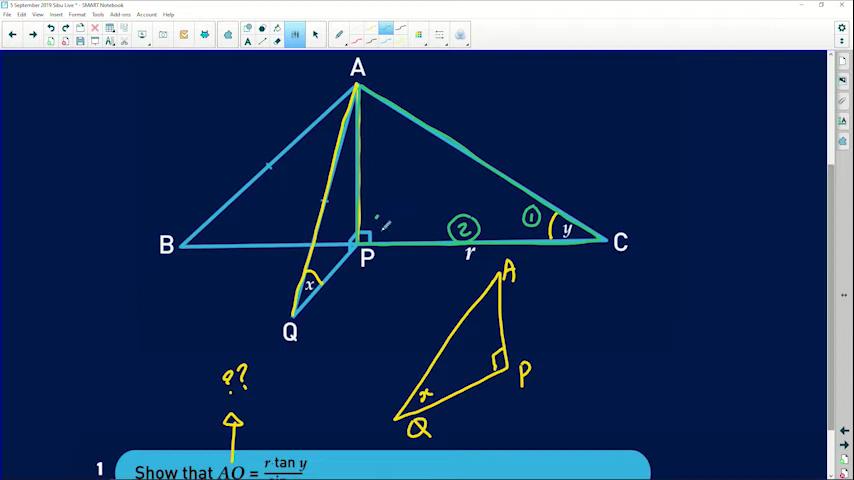 5 September 2019 Sibu Live * - SMART Notebook
File Edit View Insert Format Tools Add-ons Account Help
A
B
C
P
Q
x
y
r
1
2
A
P
x
Q
??
1 Show that AQ = r tan y